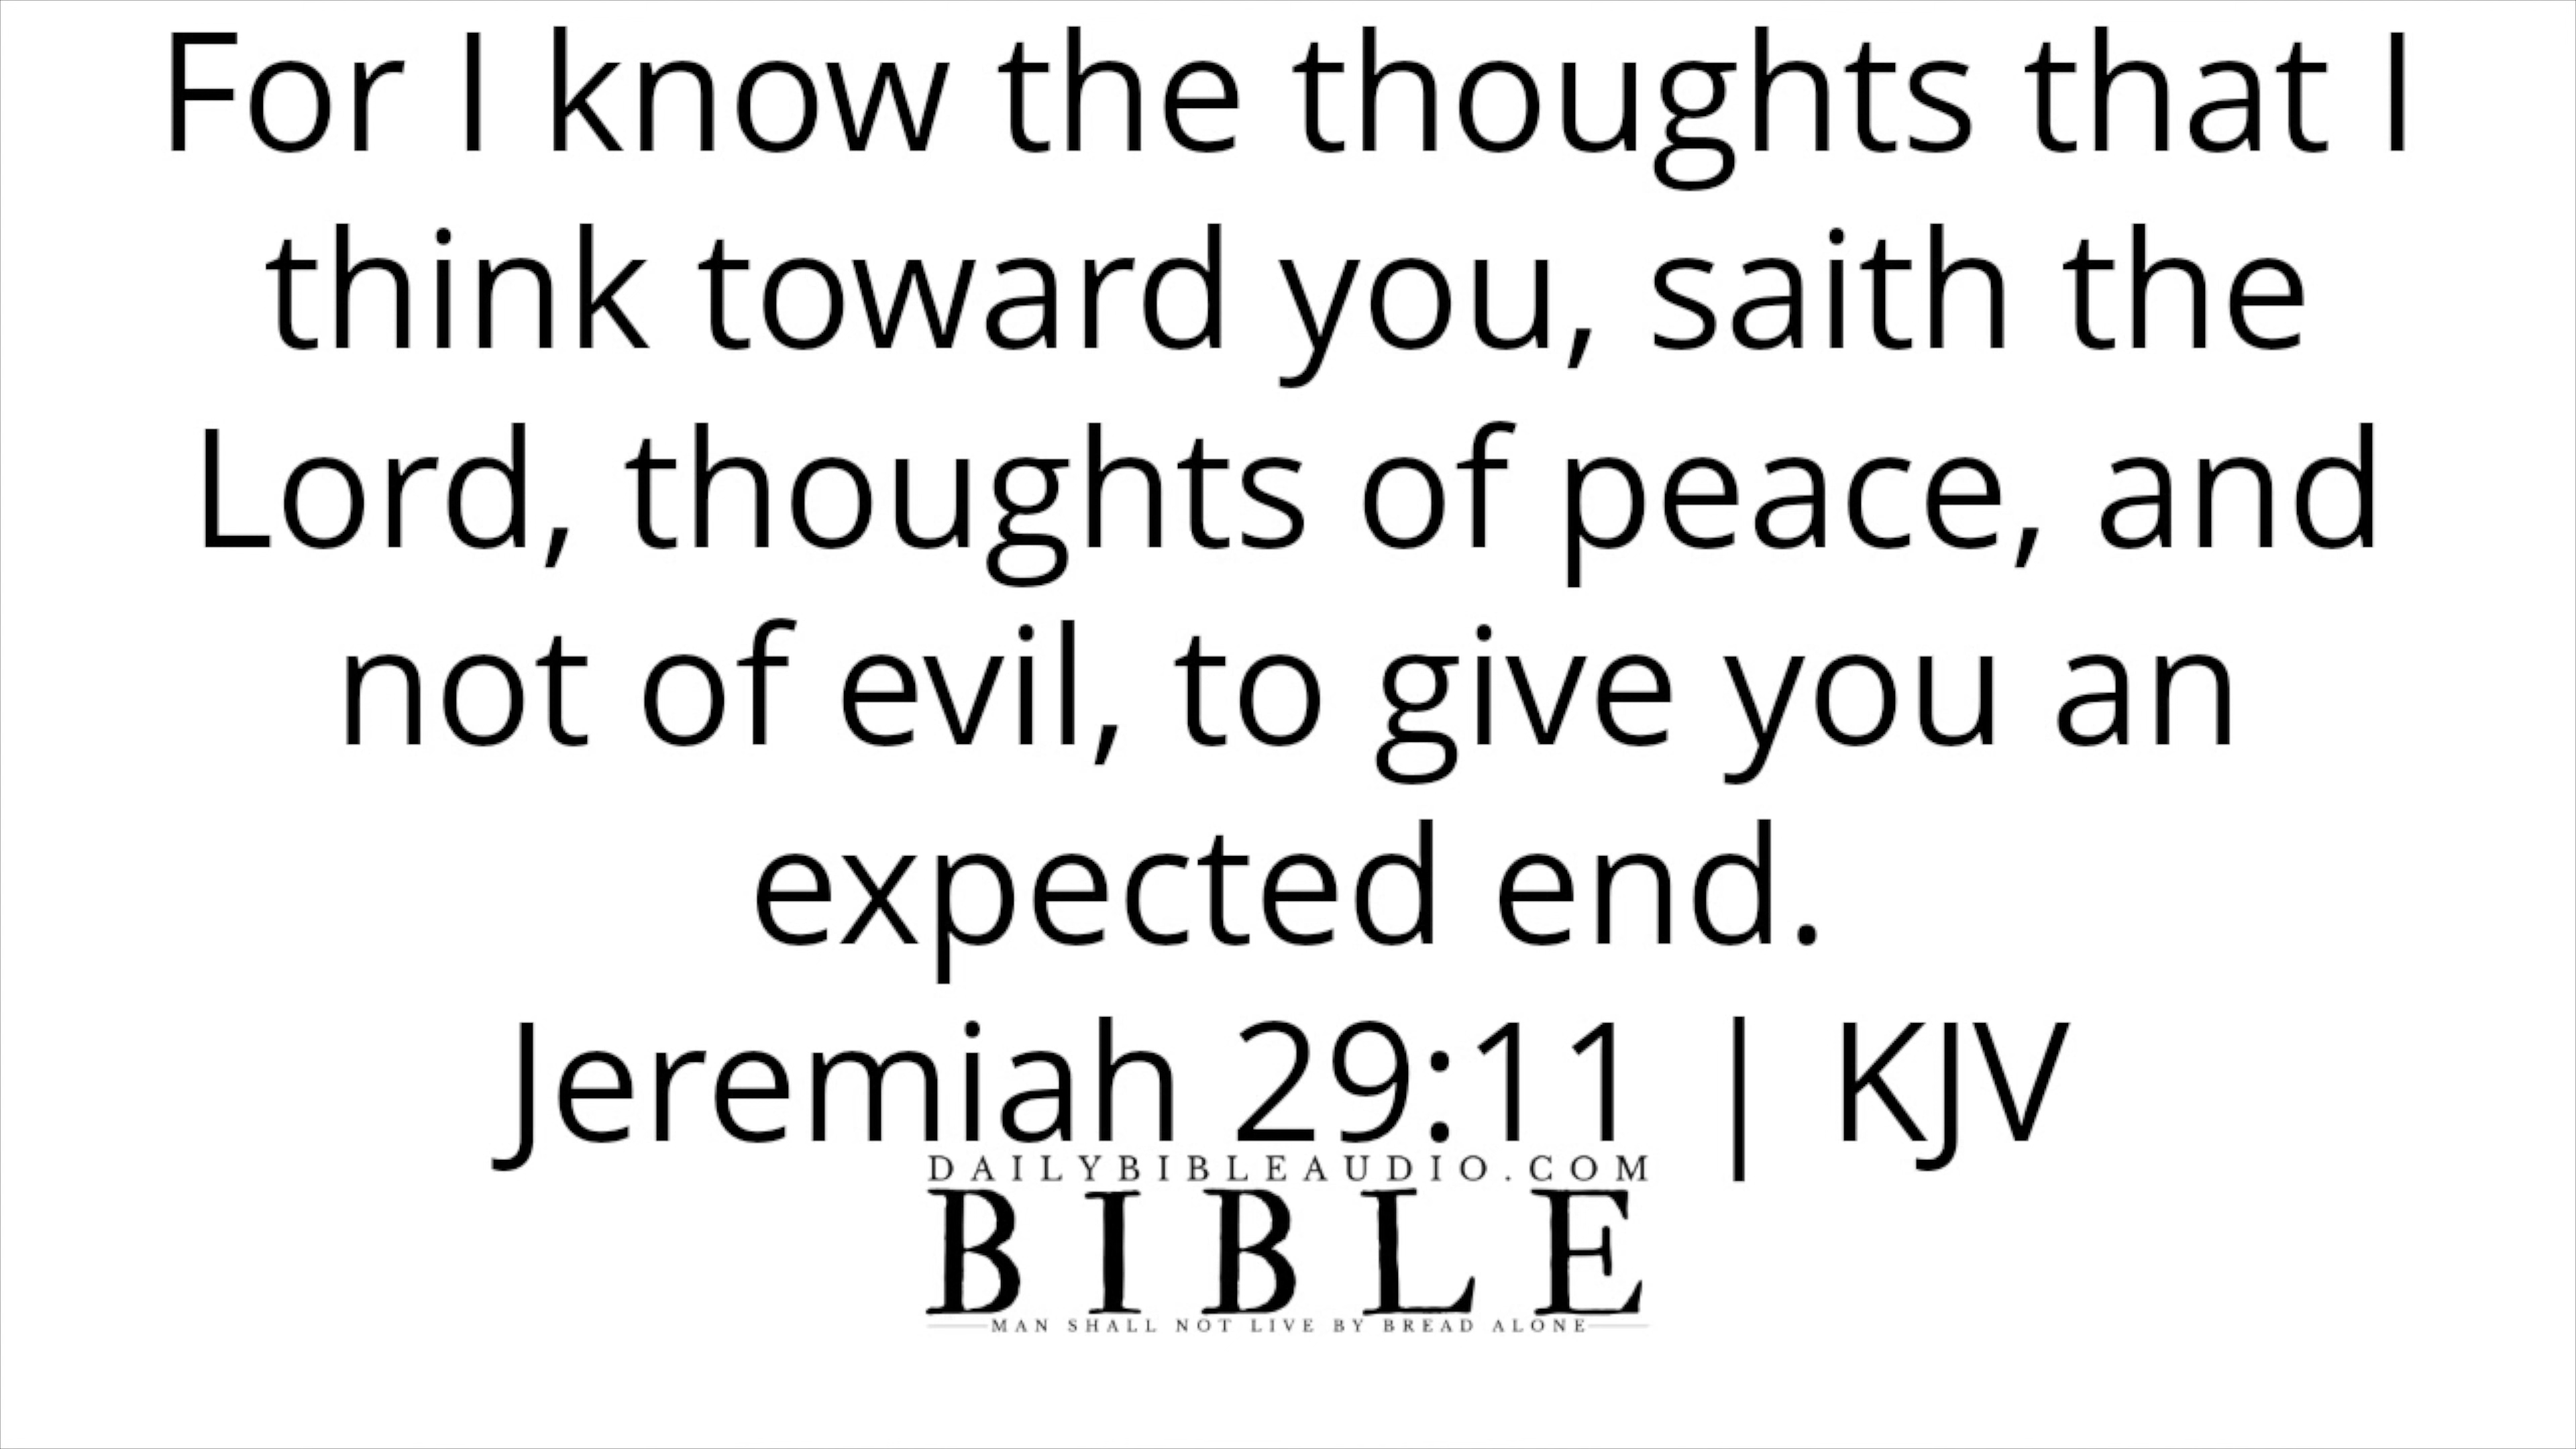 For I know the thoughts that I
think toward you, saith the
Lord, thoughts of peace, and
not of evil, to give you an
expected end.
Jeremiah 29:11 | KJV
DAILYBIBLEAUDIO.COM
BIBLE
MAN SHALL NOT LIVE BY BREAD ALONE